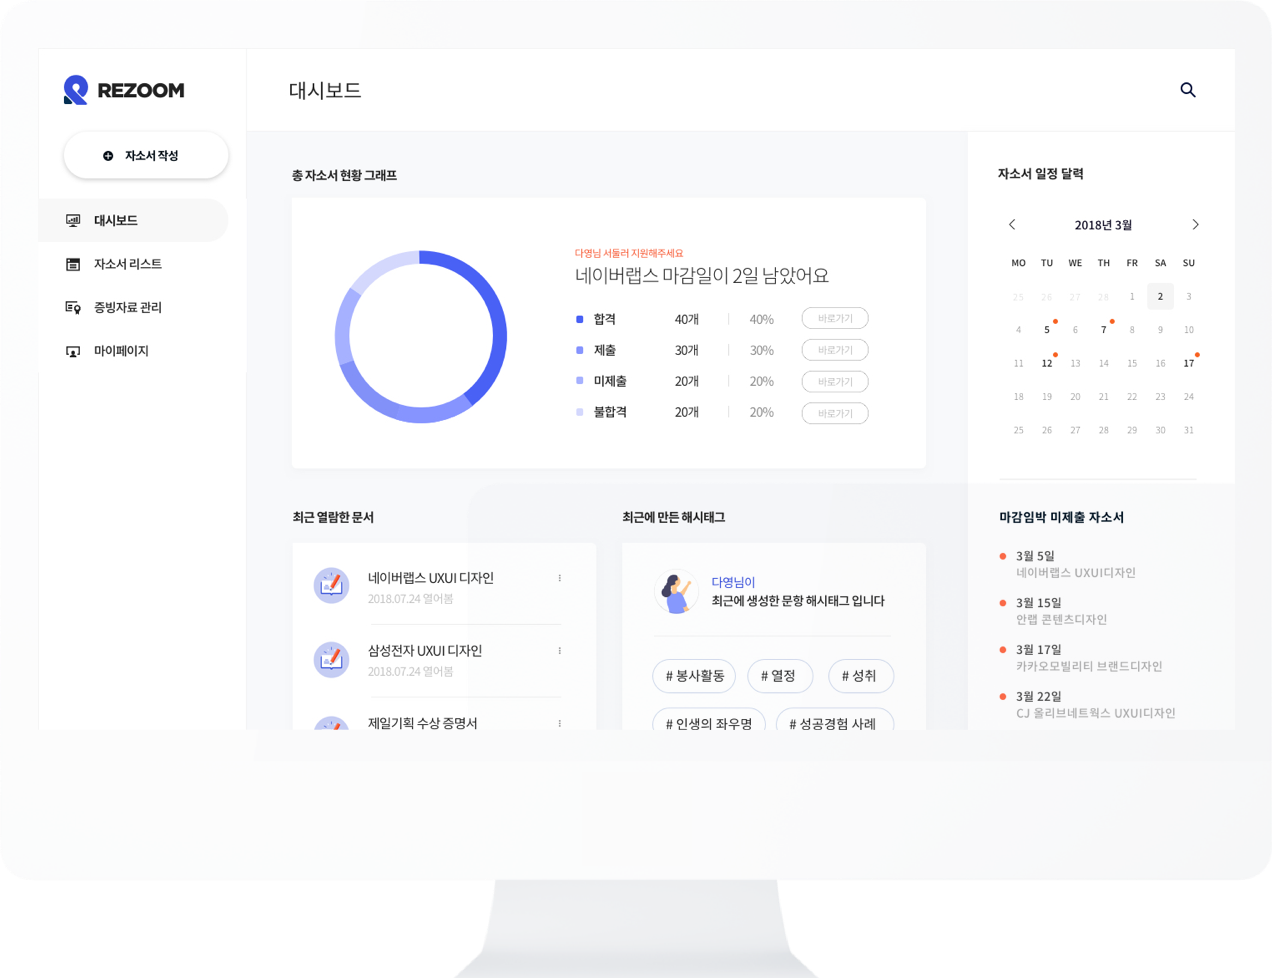 REZOOM
자소서 작성
대시보드
자소서 리스트
증빙자료 관리
마이페이지
대시보드
총 자소서 현황 그래프
다영님 서둘러 지원해주세요
네이버랩스 마감일이 2일 남았어요
합격 40개 40% 바로가기
제출 30개 30% 바로가기
미제출 20개 20% 바로가기
불합격 20개 20% 바로가기
최근 열람한 문서
네이버랩스 UXUI 디자인
2018.07.24 열어봄
삼성전자 UXUI 디자인
2018.07.24 열어봄
제일기획 수상 증명서
최근에 만든 해시태그
다영님이
최근에 생성한 문항 해시태그 입니다
# 봉사활동 # 열정 # 성취
# 인생의 좌우명 # 성공경험 사례
자소서 일정 달력
2018년 3월
MO TU WE TH FR SA SU
25 26 27 28 1 2 3
4 5 6 7 8 9 10
11 12 13 14 15 16 17
18 19 20 21 22 23 24
25 26 27 28 29 30 31
마감임박 미제출 자소서
3월 5일
네이버랩스 UXUI디자인
3월 15일
안랩 콘텐츠디자인
3월 17일
카카오모빌리티 브랜드디자인
3월 22일
CJ 올리브네트웍스 UXUI디자인